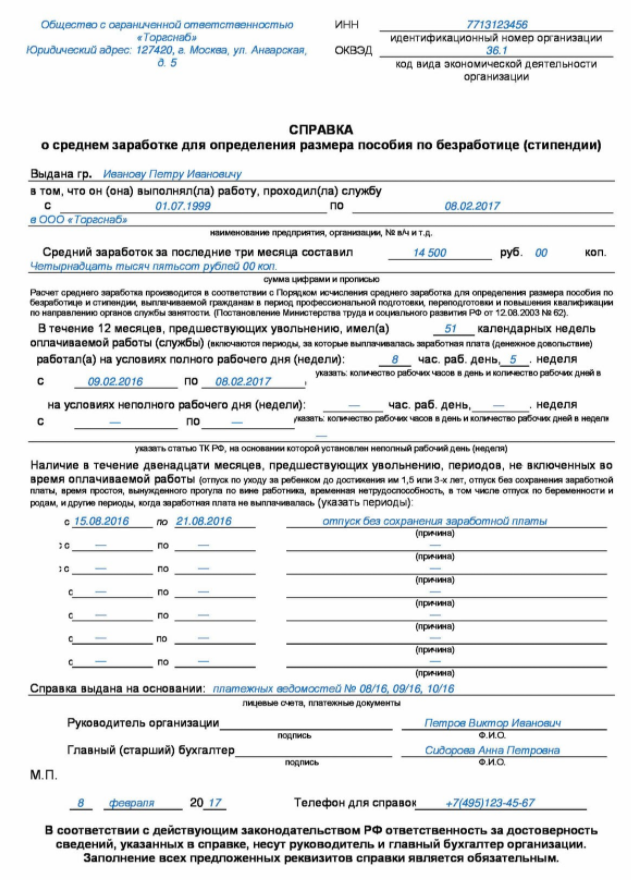 Общество с ограниченной ответственностью
«Торгснаб»
Юридический адрес: 127420, г. Москва, ул. Ангарская,
д. 5
ИНН 7713123456
идентификационный номер организации
ОКВЭД 36.1
код вида экономической деятельности
организации
СПРАВКА
о среднем заработке для определения размера пособия по безработице (стипендии)
Выдана гр. Иванову Петру Ивановичу
в том, что он (она) выполнял(ла) работу, проходил(ла) службу
с 01.07.1999 по 08.02.2017
в ООО «Торгснаб»
наименование предприятия, организации, № в/ч и т.д.
Средний заработок за последние три месяца составил 14 500 руб. 00 коп.
Четырнадцать тысяч пятьсот рублей 00 коп.
сумма цифрами и прописью
Расчет среднего заработка производится в соответствии с Порядком исчисления среднего заработка для определения размера пособия по
безработице и стипендии, выплачиваемой гражданам в период профессиональной подготовки, переподготовки и повышения квалификации
по направлению органов службы занятости. (Постановление Министерства труда и социального развития РФ от 12.08.2003 № 62).
В течение 12 месяцев, предшествующих увольнению, имел(а) 51 календарных недель
оплачиваемой работы (службы) (включаются периоды, за которые выплачивалась заработная плата (денежное довольствие)
работал(а) на условиях полного рабочего дня (недели): 8 час. раб. день, 5 . неделя
указать: количество рабочих часов в день и количество рабочих дней в
с 09.02.2016 по 08.02.2017 ,
на условиях неполного рабочего дня (недели): — час. раб. день, — . неделя
с — по — указать: количество рабочих часов в день и количество рабочих дней в неделю
—
указать статью ТК РФ, на основании которой установлен неполный рабочий день (неделя)
Наличие в течение двенадцати месяцев, предшествующих увольнению, периодов, не включенных во
время оплачиваемой работы (отпуск по уходу за ребенком до достижения им 1,5 или 3-х лет, отпуск без сохранения заработной
платы, время простоя, вынужденного прогула по вине работника, временная нетрудоспособность, в том числе отпуск по беременности и
родам, и другие периоды, когда заработная плата не выплачивалась (указать периоды):
с 15.08.2016 по 21.08.2016 отпуск без сохранения заработной платы
(причина)
с — по — —
(причина)
с — по — —
(причина)
с — по — —
(причина)
с — по — —
(причина)
с — по — —
(причина)
с — по — —
(причина)
Справка выдана на основании: платежных ведомостей № 08/16, 09/16, 10/16
лицевые счета, платежные документы
Руководитель организации Петров Виктор Иванович
подпись Ф.И.О.
Главный (старший) бухгалтер Сидорова Анна Петровна
подпись Ф.И.О.
М.П.
8 февраля 20 17 Телефон для справок +7(495)123-45-67
В соответствии с действующим законодательством РФ ответственность за достоверность
сведений, указанных в справке, несут руководитель и главный бухгалтер организации.
Заполнение всех предложенных реквизитов справки является обязательным.